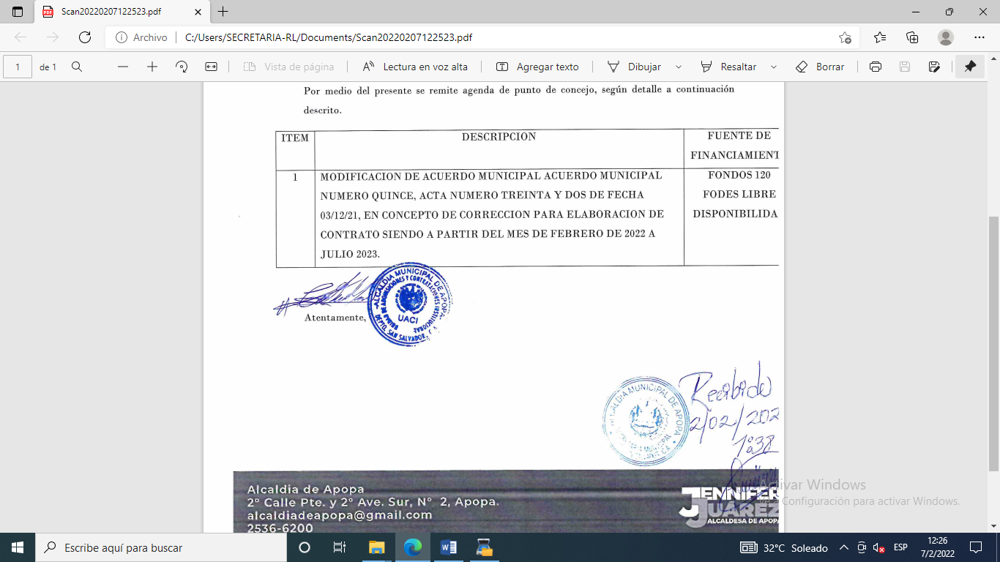 Scan20220207122523.pdf
Archivo C:/Users/SECRETARIA-RL/Documents/Scan20220207122523.pdf
1 de 1 Vista de página Lectura en voz alta Agregar texto Dibujar Resaltar Borrar
Por medio del presente se remite agenda de punto de concejo, según detalle a continuación
descrito.
ITEM DESCRIPCION FUENTE DE
FINANCIAMIENT
1 MODIFICACION DE ACUERDO MUNICIPAL ACUERDO MUNICIPAL
NUMERO QUINCE, ACTA NUMERO TREINTA Y DOS DE FECHA
03/12/21, EN CONCEPTO DE CORRECCION PARA ELABORACION DE
CONTRATO SIENDO A PARTIR DEL MES DE FEBRERO DE 2022 A
JULIO 2023.
FONDOS 120
FODES LIBRE
DISPONIBILIDA
ALCALDIA MUNICIPAL DE APOPA
UNIDAD DE ADQUISICIONES Y CONTRATACIONES INSTITUCIONAL
UACI
DEPTO. SAN SALVADOR,
Atentamente,
ALCALDIA MUNICIPAL DE APOPA
Recibido
2/02/202
Alcaldia de Apopa
2º Calle Pte. y 2º Ave. Sur, Nº 2, Apopa.
alcaldiadeapopa@gmail.com
2536-6200
JENNIFER
JUAREZ
ALCALDESA DE APOPA
Activar Windows
Ve a Configuración para activar Windows.
Escribe aquí para buscar
32°C Soleado
ESP
12:26
7/2/2022